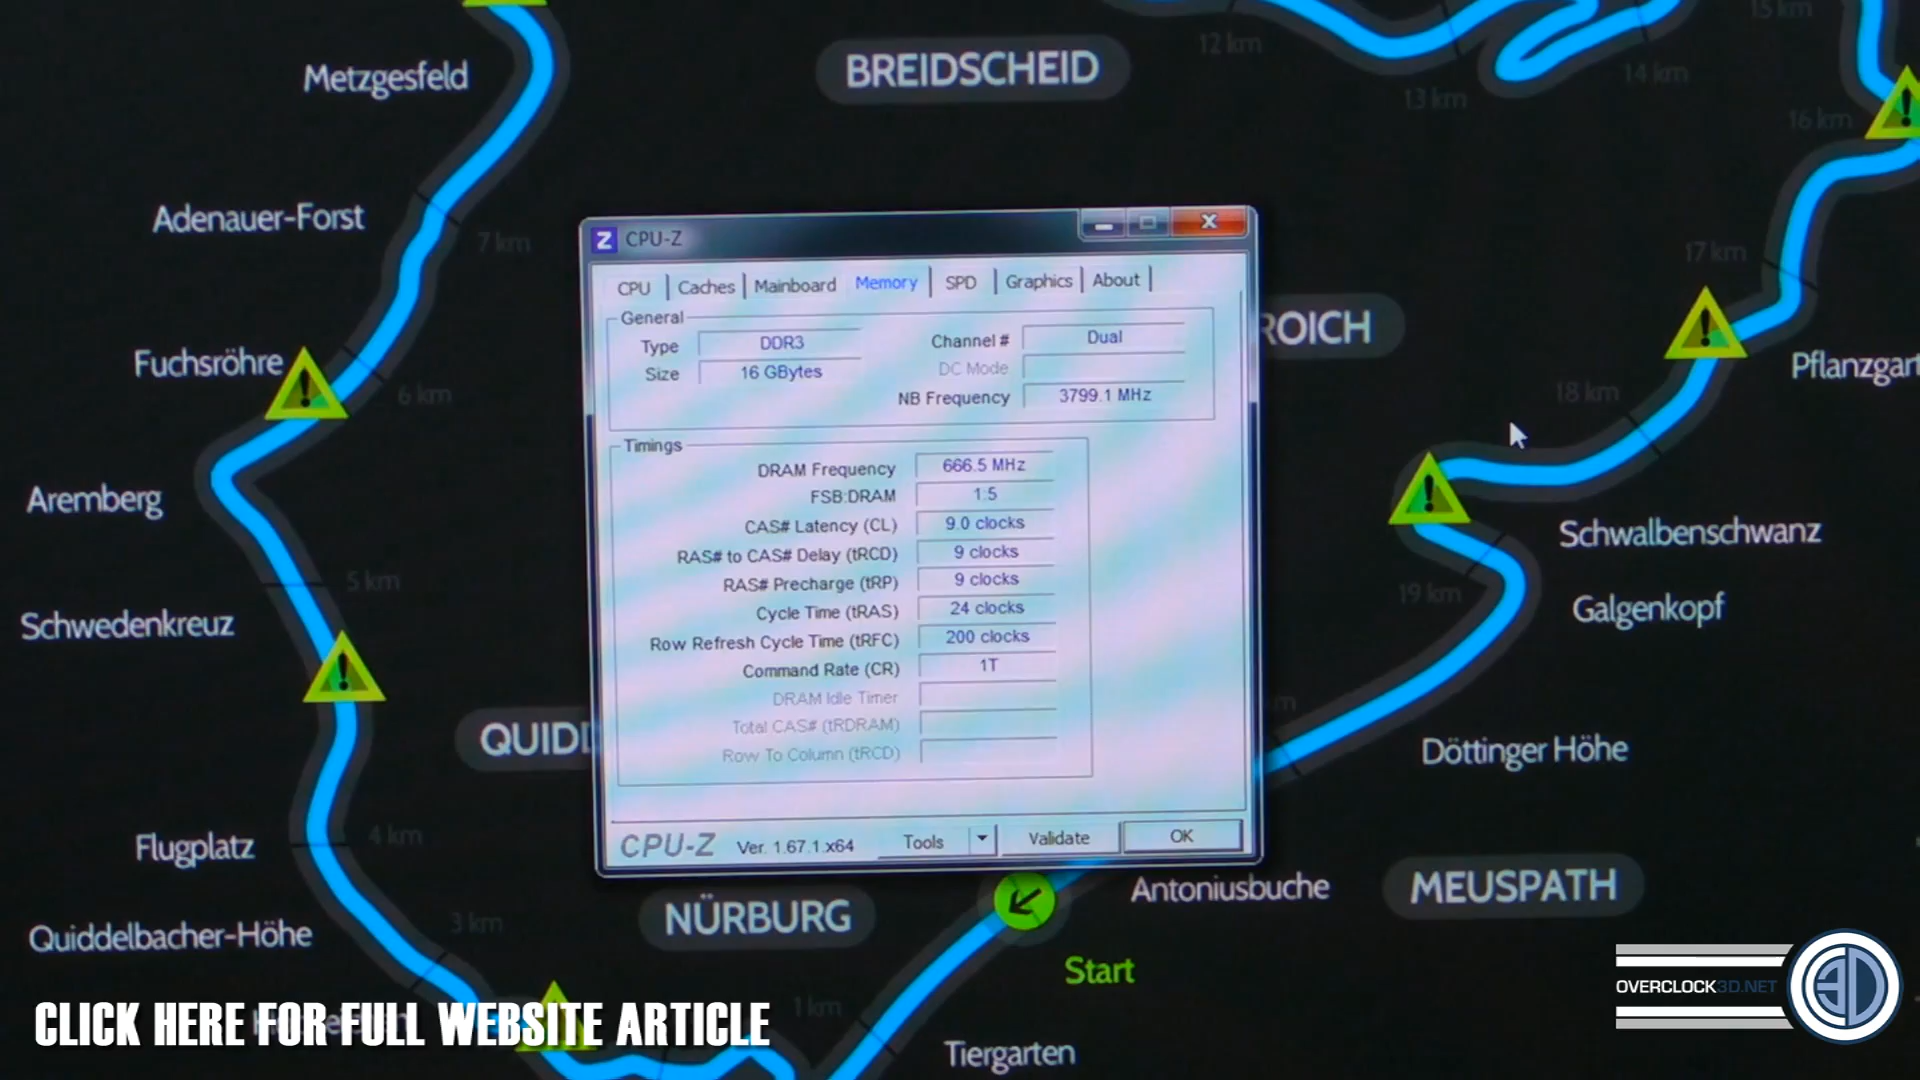 Metzgesfeld
BREIDSCHEID
12 km
13 km
14 km
15 km
16 km
Adenauer-Forst
7 km
17 km
Fuchsröhre
6 km
ROICH
Pflanzgart
18 km
Aremberg
5 km
Schwedenkreuz
Schwalbenschwanz
19 km
Galgenkopf
QUIDD
Döttinger Höhe
Flugplatz
4 km
Z CPU-Z
CPU Caches Mainboard Memory SPD Graphics About
General
Type DDR3 Channel # Dual
Size 16 GBytes DC Mode
NB Frequency 3799.1 MHz
Timings
DRAM Frequency 666.5 MHz
FSB:DRAM 1:5
CAS# Latency (CL) 9.0 clocks
RAS# to CAS# Delay (tRCD) 9 clocks
RAS# Precharge (tRP) 9 clocks
Cycle Time (tRAS) 24 clocks
Row Refresh Cycle Time (tRFC) 200 clocks
Command Rate (CR) 1T
DRAM Idle Timer
Total CAS# (tRDRAM)
Row To Column (tRCD)
CPU-Z Ver. 1.67.1.x64 Tools Validate OK
Quiddelbacher-Höhe
3 km
NÜRBURG
Antoniusbuche
MEUSPATH
Start
1 km
Tiergarten
CLICK HERE FOR FULL WEBSITE ARTICLE
OVERCLOCK3D.NET
3D